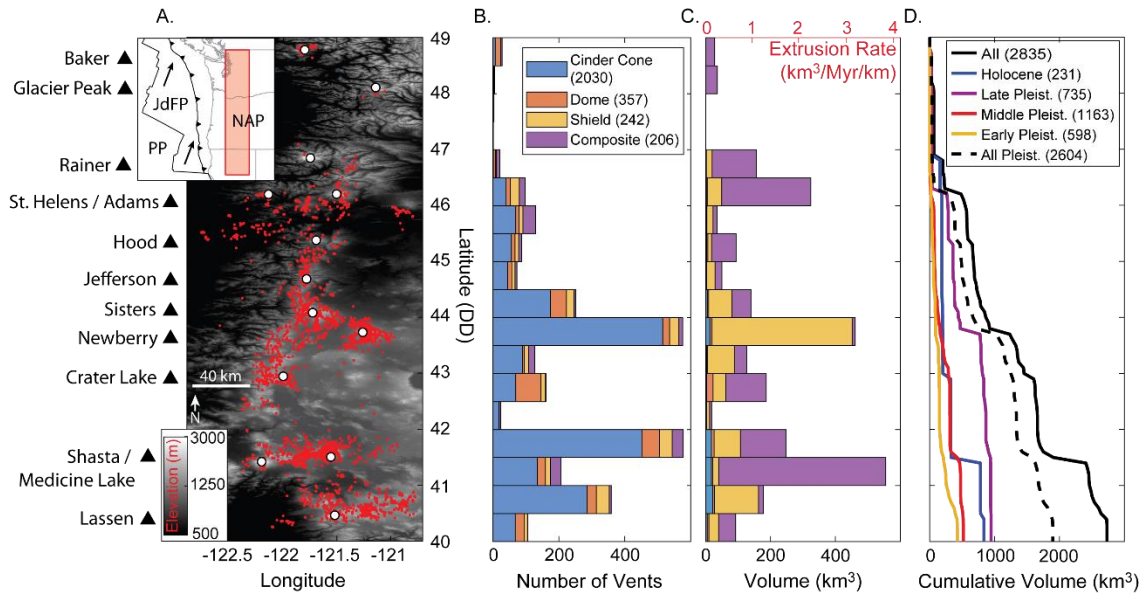 A.
B.
C.
D.
Baker ▲
Glacier Peak ▲
Rainer ▲
St. Helens / Adams ▲
Hood ▲
Jefferson ▲
Sisters ▲
Newberry ▲
Crater Lake ▲
Shasta / ▲
Medicine Lake
Lassen ▲
JdFP
NAP
PP
40 km
N
3000
1250
500
Elevation (m)
-122.5 -122 -121.5 -121
Longitude
49
48
47
46
45
44
43
42
41
40
Latitude (DD)
Cinder Cone
(2030)
Dome (357)
Shield (242)
Composite (206)
0 200 400
Number of Vents
0 1 2 3 4
Extrusion Rate
(km³/Myr/km)
0 200 400
Volume (km³)
All (2835)
Holocene (231)
Late Pleist. (735)
Middle Pleist. (1163)
Early Pleist. (598)
All Pleist. (2604)
0 1000 2000
Cumulative Volume (km³)